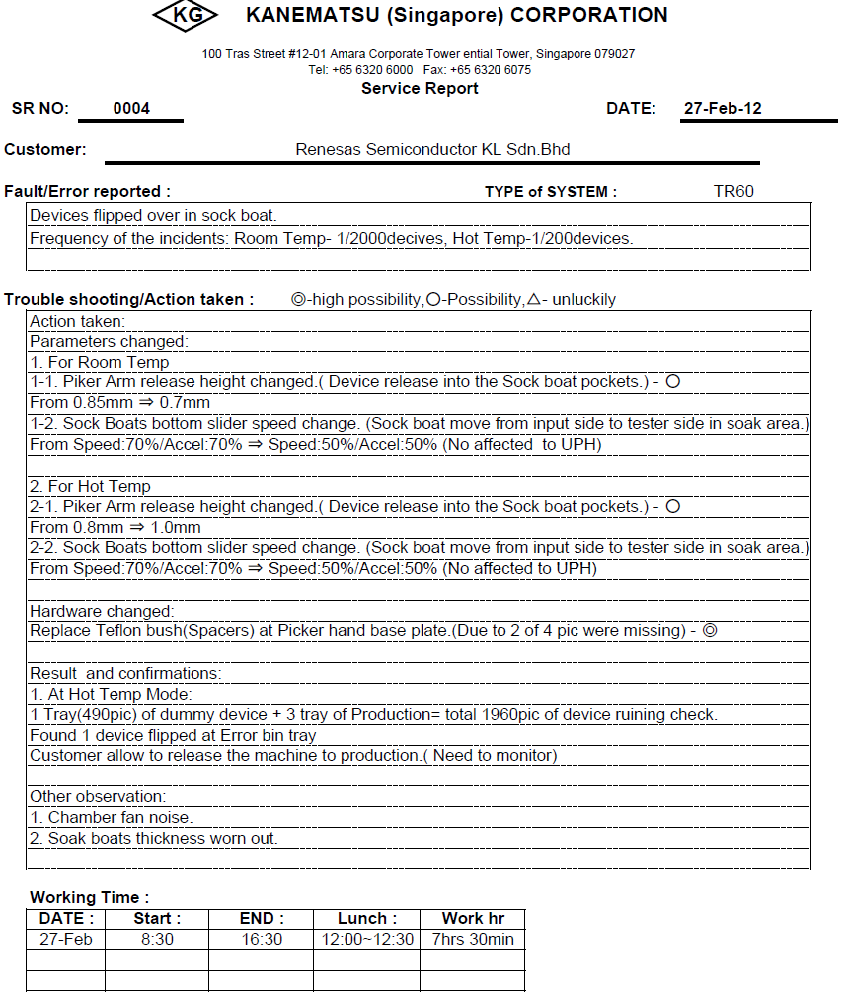 KG KANEMATSU (Singapore) CORPORATION
100 Tras Street #12-01 Amara Corporate Tower ential Tower, Singapore 079027
Tel: +65 6320 6000 Fax: +65 6320 6075
Service Report
SR NO: 0004 DATE: 27-Feb-12
Customer: Renesas Semiconductor KL Sdn.Bhd
Fault/Error reported : TYPE of SYSTEM : TR60
Devices flipped over in sock boat.
Frequency of the incidents: Room Temp- 1/2000decives, Hot Temp-1/200devices.
Trouble shooting/Action taken : ◎-high possibility,○-Possibility,△- unluckily
Action taken:
Parameters changed:
1. For Room Temp
1-1. Piker Arm release height changed.( Device release into the Sock boat pockets.) - ○
From 0.85mm ⇒ 0.7mm
1-2. Sock Boats bottom slider speed change. (Sock boat move from input side to tester side in soak area.)
From Speed:70%/Accel:70% ⇒ Speed:50%/Accel:50% (No affected to UPH)
2. For Hot Temp
2-1. Piker Arm release height changed.( Device release into the Sock boat pockets.) - ○
From 0.8mm ⇒ 1.0mm
2-2. Sock Boats bottom slider speed change. (Sock boat move from input side to tester side in soak area.)
From Speed:70%/Accel:70% ⇒ Speed:50%/Accel:50% (No affected to UPH)
Hardware changed:
Replace Teflon bush(Spacers) at Picker hand base plate.(Due to 2 of 4 pic were missing) - ◎
Result and confirmations:
1. At Hot Temp Mode:
1 Tray(490pic) of dummy device + 3 tray of Production= total 1960pic of device ruining check.
Found 1 device flipped at Error bin tray
Customer allow to release the machine to production.( Need to monitor)
Other observation:
1. Chamber fan noise.
2. Soak boats thickness worn out.
Working Time :
DATE : Start : END : Lunch : Work hr
27-Feb 8:30 16:30 12:00~12:30 7hrs 30min